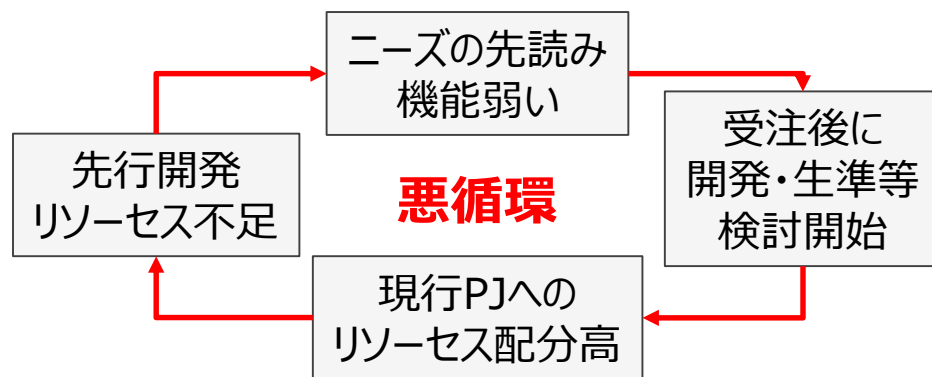 ニーズの先読み
機能弱い
受注後に
開発・生準等
検討開始
先行開発
リソーセス不足
悪循環
現行PJへの
リソーセス配分高